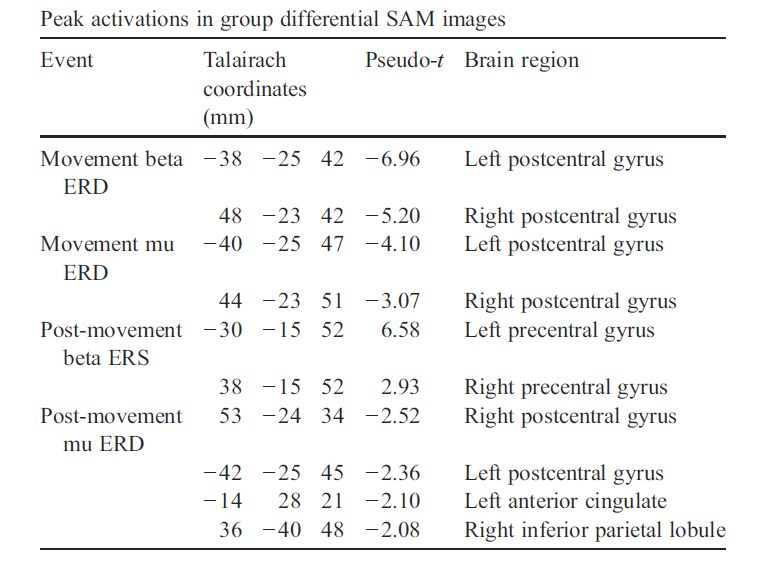 Peak activations in group differential SAM images
Event Talairach coordinates (mm) Pseudo-t Brain region
Movement beta ERD −38 −25 42 −6.96 Left postcentral gyrus
48 −23 42 −5.20 Right postcentral gyrus
Movement mu ERD −40 −25 47 −4.10 Left postcentral gyrus
44 −23 51 −3.07 Right postcentral gyrus
Post-movement beta ERS −30 −15 52 6.58 Left precentral gyrus
38 −15 52 2.93 Right precentral gyrus
Post-movement mu ERD 53 −24 34 −2.52 Right postcentral gyrus
−42 −25 45 −2.36 Left postcentral gyrus
−14 28 21 −2.10 Left anterior cingulate
36 −40 48 −2.08 Right inferior parietal lobule